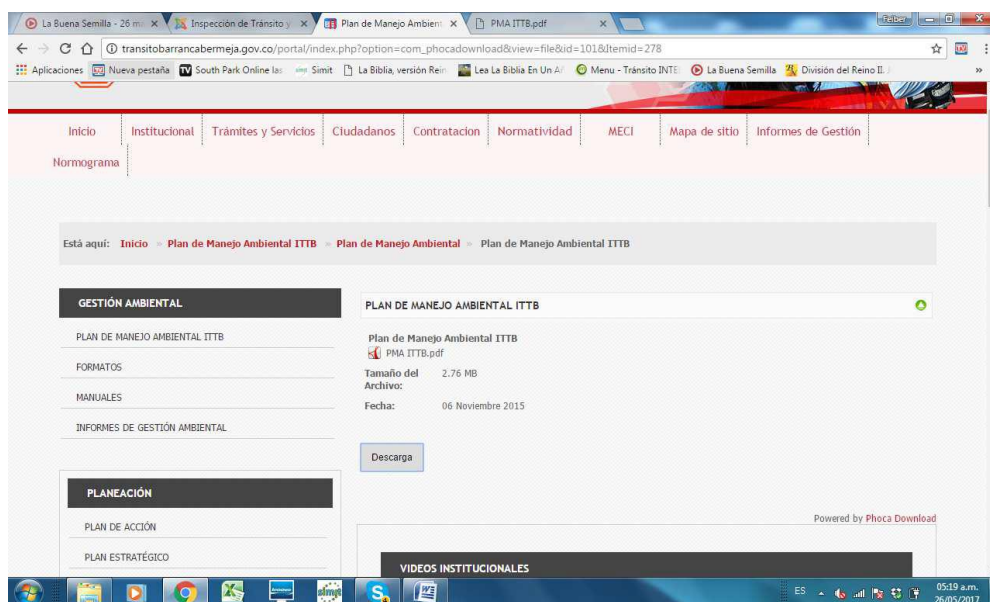 La Buena Semilla - 26 m
Inspección de Tránsito y
Plan de Manejo Ambient
PMA ITTB.pdf
transitobarrancabermeja.gov.co/portal/index.php?option=com_phocadownload&view=file&id=101&Itemid=278
Aplicaciones
Nueva pestaña
South Park Online las
Simit
La Biblia, versión Rein
Lea La Biblia En Un A
Menu - Tránsito INTE
La Buena Semilla
División del Reino II.
»
Inicio
Institucional
Trámites y Servicios
Ciudadanos
Contratacion
Normatividad
MECI
Mapa de sitio
Informes de Gestión
Normograma
Está aquí: Inicio » Plan de Manejo Ambiental ITTB » Plan de Manejo Ambiental » Plan de Manejo Ambiental ITTB
GESTIÓN AMBIENTAL
PLAN DE MANEJO AMBIENTAL ITTB
FORMATOS
MANUALES
INFORMES DE GESTIÓN AMBIENTAL
PLANEACIÓN
PLAN DE ACCIÓN
PLAN ESTRATÉGICO
PLAN DE MANEJO AMBIENTAL ITTB
Plan de Manejo Ambiental ITTB
PMA ITTB.pdf
Tamaño del Archivo: 2.76 MB
Fecha: 06 Noviembre 2015
Descarga
Powered by Phoca Download
VIDEOS INSTITUCIONALES
simit
ES
05:19 a.m.
26/05/2017